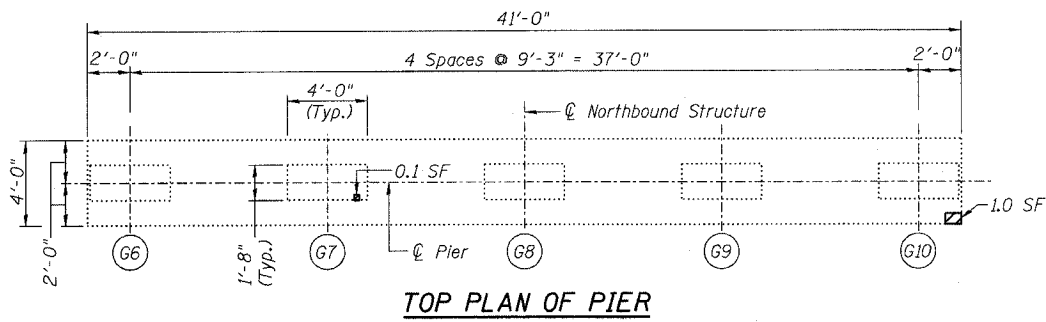 41'-0"
2'-0"
4 Spaces @ 9'-3" = 37'-0"
2'-0"
4'-0"
(Typ.)
℄ Northbound Structure
4'-0"
0.1 SF
1.0 SF
2'-0"
G6
1'-8"
(Typ.)
G7
℄ Pier
G8
G9
G10
TOP PLAN OF PIER